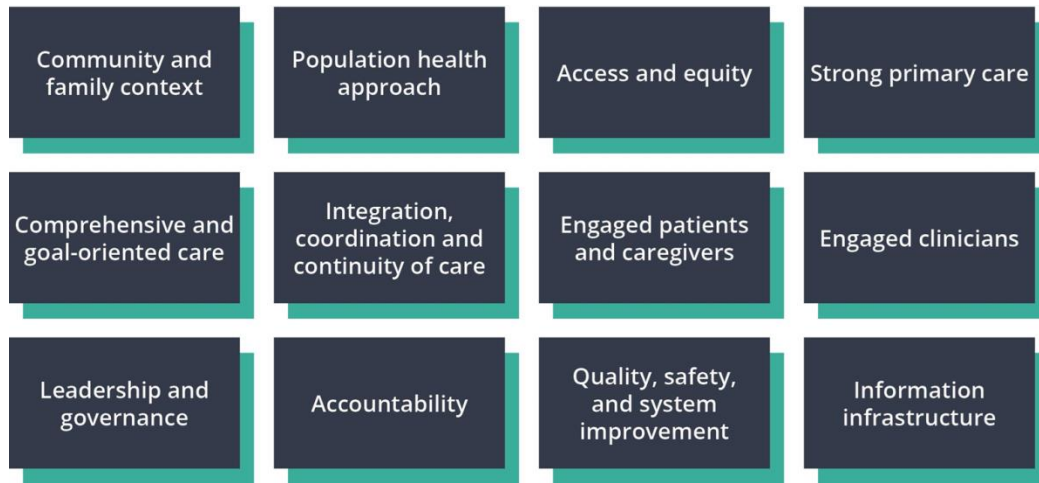 Community and
family context
Population health
approach
Access and equity
Strong primary care
Comprehensive and
goal-oriented care
Integration,
coordination and
continuity of care
Engaged patients
and caregivers
Engaged clinicians
Leadership and
governance
Accountability
Quality, safety,
and system
improvement
Information
infrastructure